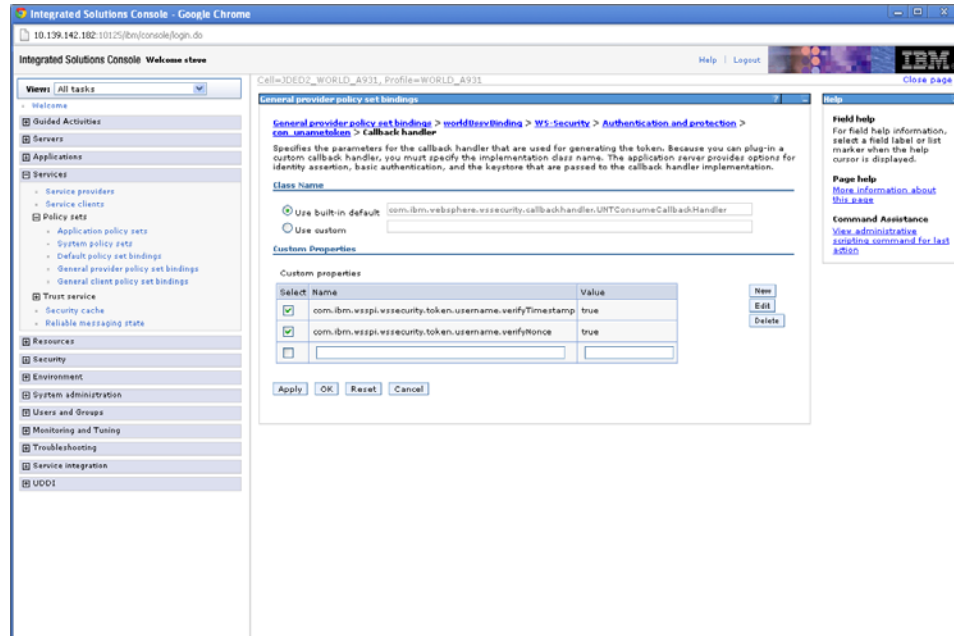 Integrated Solutions Console - Google Chrome
10.139.142.182:10125/ibm/console/login.do
Integrated Solutions Console Welcome steve
Help | Logout
IBM.
View: All tasks
Welcome
Guided Activities
Servers
Applications
Services
Service providers
Service clients
Policy sets
Application policy sets
System policy sets
Default policy set bindings
General provider policy set bindings
General client policy set bindings
Trust service
Security cache
Reliable messaging state
Resources
Security
Environment
System administration
Users and Groups
Monitoring and Tuning
Troubleshooting
Service integration
UDDI
Cell=JDED2_WORLD_A931, Profile=WORLD_A931
Close page
General provider policy set bindings ? _
General provider policy set bindings > worldUssvBinding > WS-Security > Authentication and protection >
con_unametoken > Callback handler
Specifies the parameters for the callback handler that are used for generating the token. Because you can plug-in a
custom callback handler, you must specify the implementation class name. The application server provides options for
identity assertion, basic authentication, and the keystore that are passed to the callback handler implementation.
Class Name
Use built-in default com.ibm.websphere.wssecurity.callbackhandler.UNTConsumeCallbackHandler
Use custom
Custom Properties
Custom properties
Select Name Value
com.ibm.wsspi.wssecurity.token.username.verifyTimestamp true
com.ibm.wsspi.wssecurity.token.username.verifyNonce true
New
Edit
Delete
Apply OK Reset Cancel
Help
Field help
For field help information,
select a field label or list
marker when the help
cursor is displayed.
Page help
More information about
this page
Command Assistance
View administrative
scripting command for last
action